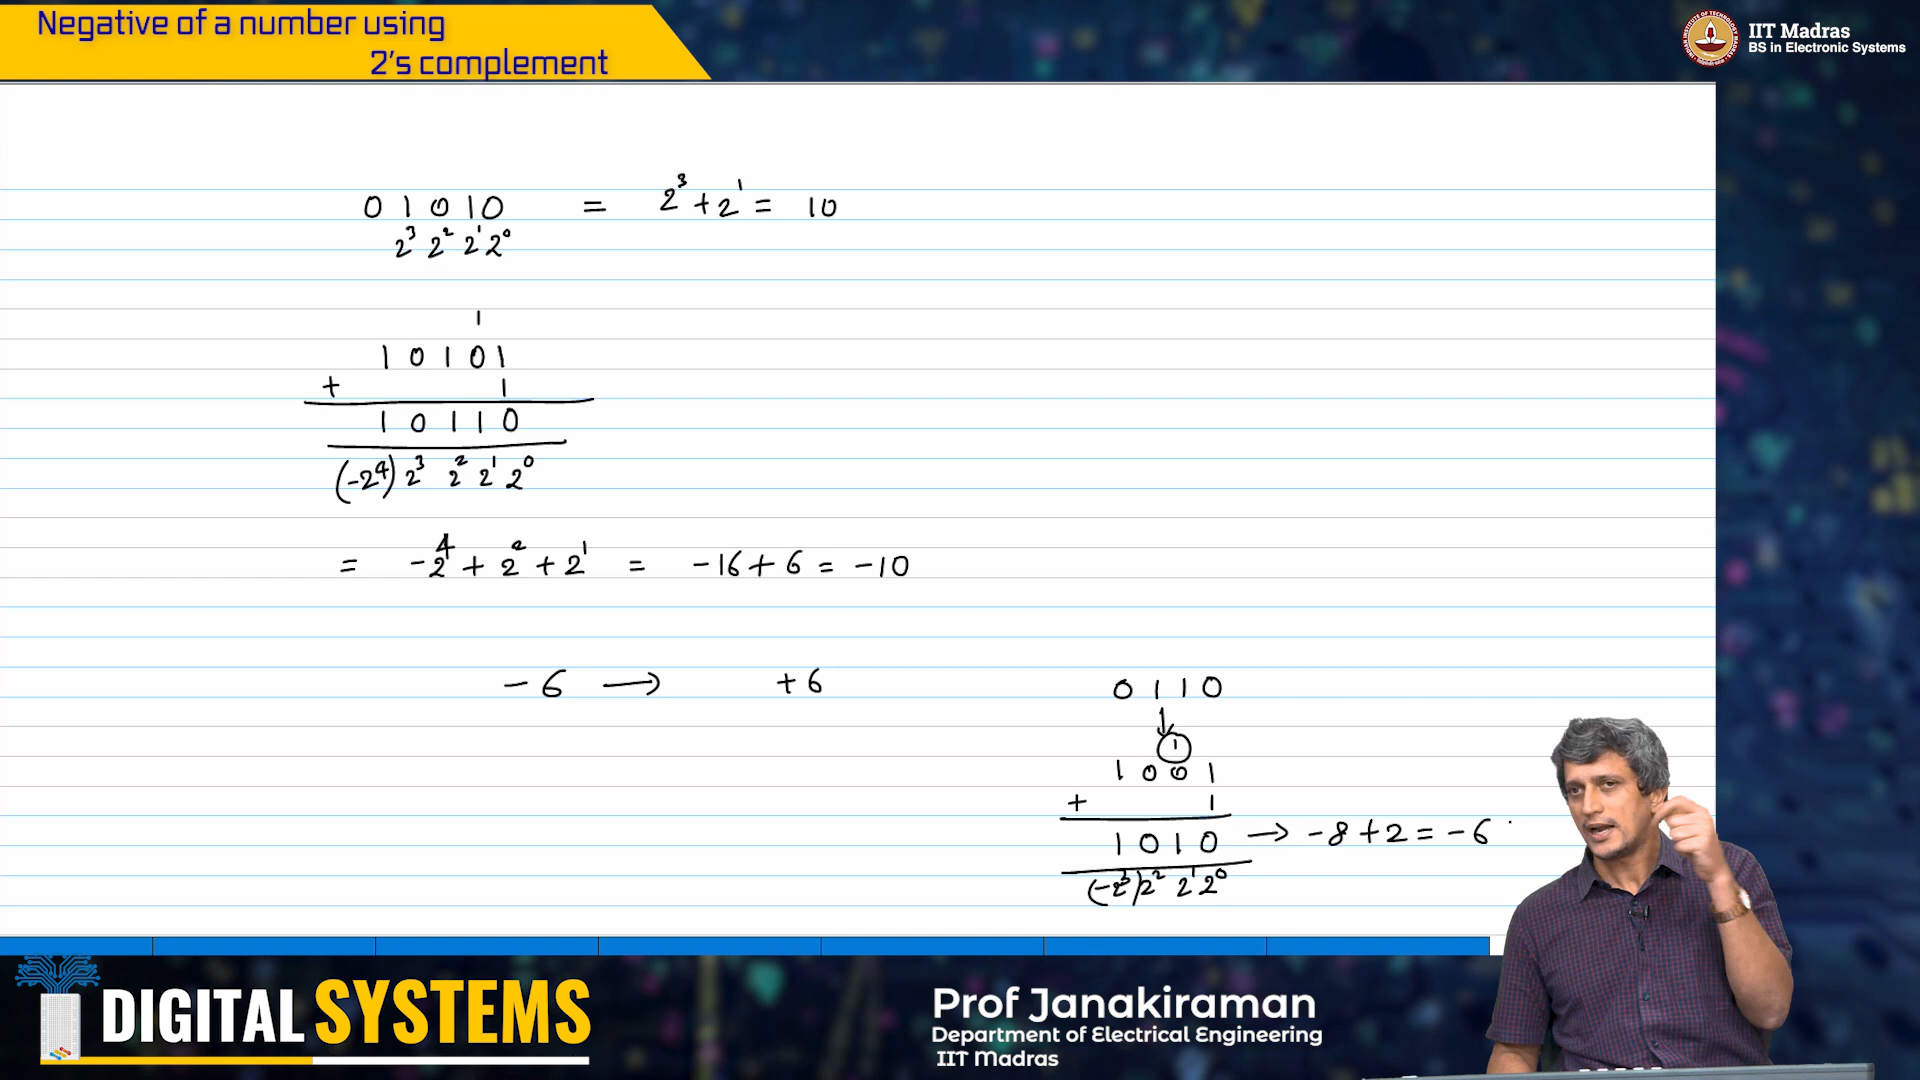 Negative of a number using
2's complement
IIT Madras
BS in Electronic Systems
0 1 0 1 0 = 2³ + 2¹ = 10
2³ 2² 2¹ 2⁰
1
1 0 1 0 1
+ 1
1 0 1 1 0
(-2⁴) 2³ 2² 2¹ 2⁰
= -2⁴ + 2² + 2¹ = -16 + 6 = -10
-6 → +6
0 1 1 0
↓
1
1 0 0 1
+ 1
1 0 1 0 → -8 + 2 = -6
(-2³) 2² 2¹ 2⁰
DIGITAL SYSTEMS
Prof Janakiraman
Department of Electrical Engineering
IIT Madras